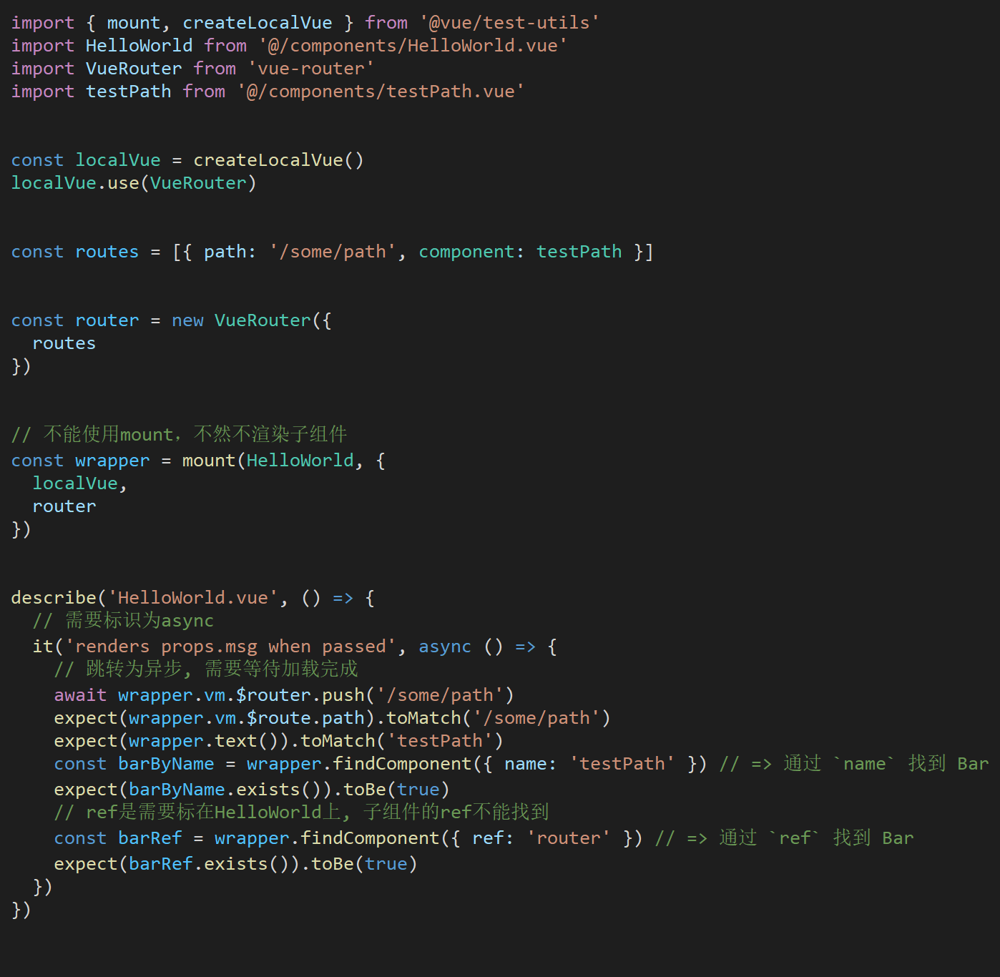 import { mount, createLocalVue } from '@vue/test-utils'
import HelloWorld from '@/components/HelloWorld.vue'
import VueRouter from 'vue-router'
import testPath from '@/components/testPath.vue'
const localVue = createLocalVue()
localVue.use(VueRouter)
const routes = [{ path: '/some/path', component: testPath }]
const router = new VueRouter({
  routes
})
// 不能使用mount，不然不渲染子组件
const wrapper = mount(HelloWorld, {
  localVue,
  router
})
describe('HelloWorld.vue', () => {
  // 需要标识为async
  it('renders props.msg when passed', async () => {
    // 跳转为异步, 需要等待加载完成
    await wrapper.vm.$router.push('/some/path')
    expect(wrapper.vm.$route.path).toMatch('/some/path')
    expect(wrapper.text()).toMatch('testPath')
    const barByName = wrapper.findComponent({ name: 'testPath' }) // => 通过 `name` 找到 Bar
    expect(barByName.exists()).toBe(true)
    // ref是需要标在HelloWorld上, 子组件的ref不能找到
    const barRef = wrapper.findComponent({ ref: 'router' }) // => 通过 `ref` 找到 Bar
    expect(barRef.exists()).toBe(true)
  })
})